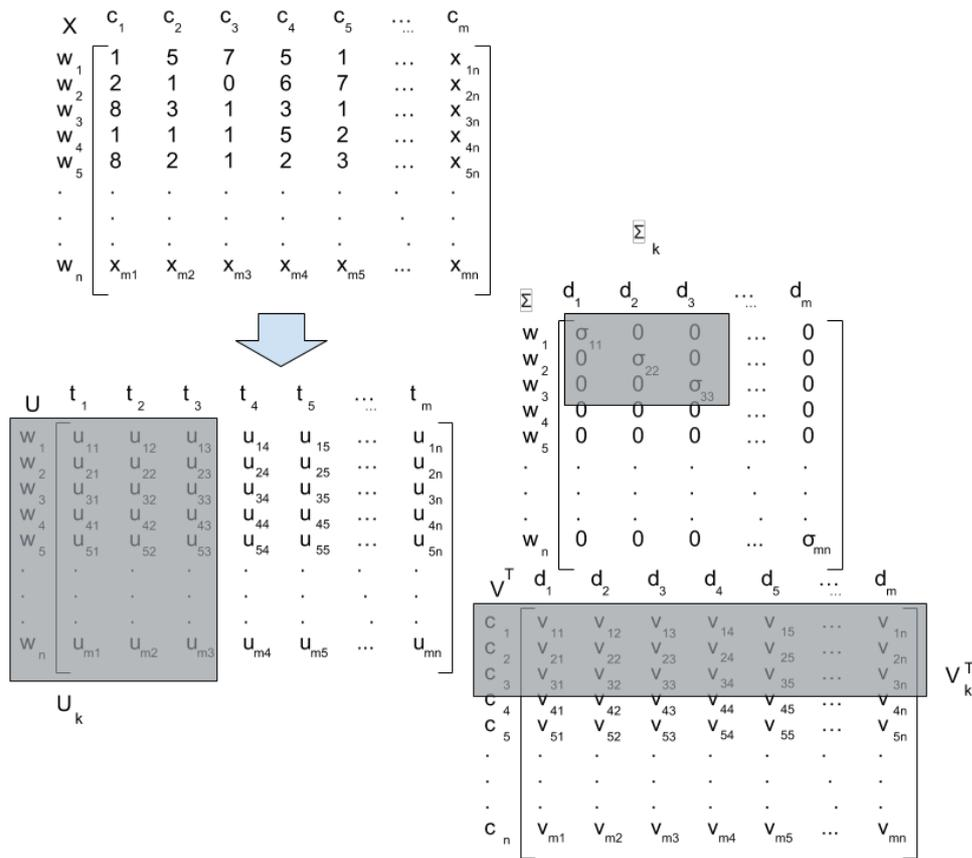 X c1 c2 c3 c4 c5 ... ... cm
w1 1 5 7 5 1 ... x1n
w2 2 1 0 6 7 ... x2n
w3 8 3 1 3 1 ... x3n
w4 1 1 1 5 2 ... x4n
w5 8 2 1 2 3 ... x5n
. . . . . . . .
. . . . . . . .
. . . . . . . .
wn xm1 xm2 xm3 xm4 xm5 ... xmn
Σk
Σ d1 d2 d3 ... ... dm
w1 σ11 0 0 ... 0
w2 0 σ22 0 ... 0
w3 0 0 σ33 ... 0
w4 0 0 0 ... 0
w5 0 0 0 ... 0
. . . . . .
. . . . . .
. . . . . .
wn 0 0 0 ... σmn
U t1 t2 t3 t4 t5 ... ... tm
w1 u11 u12 u13 u14 u15 ... u1n
w2 u21 u22 u23 u24 u25 ... u2n
w3 u31 u32 u33 u34 u35 ... u3n
w4 u41 u42 u43 u44 u45 ... u4n
w5 u51 u52 u53 u54 u55 ... u5n
. . . . . . . .
. . . . . . . .
. . . . . . . .
wn um1 um2 um3 um4 um5 ... umn
Uk
VT d1 d2 d3 d4 d5 ... ... dm
c1 v11 v12 v13 v14 v15 ... v1n
c2 v21 v22 v23 v24 v25 ... v2n
c3 v31 v32 v33 v34 v35 ... v3n
c4 v41 v42 v43 v44 v45 ... v4n
c5 v51 v52 v53 v54 v55 ... v5n
. . . . . . . .
. . . . . . . .
. . . . . . . .
cn vm1 vm2 vm3 vm4 vm5 ... vmn
VTk